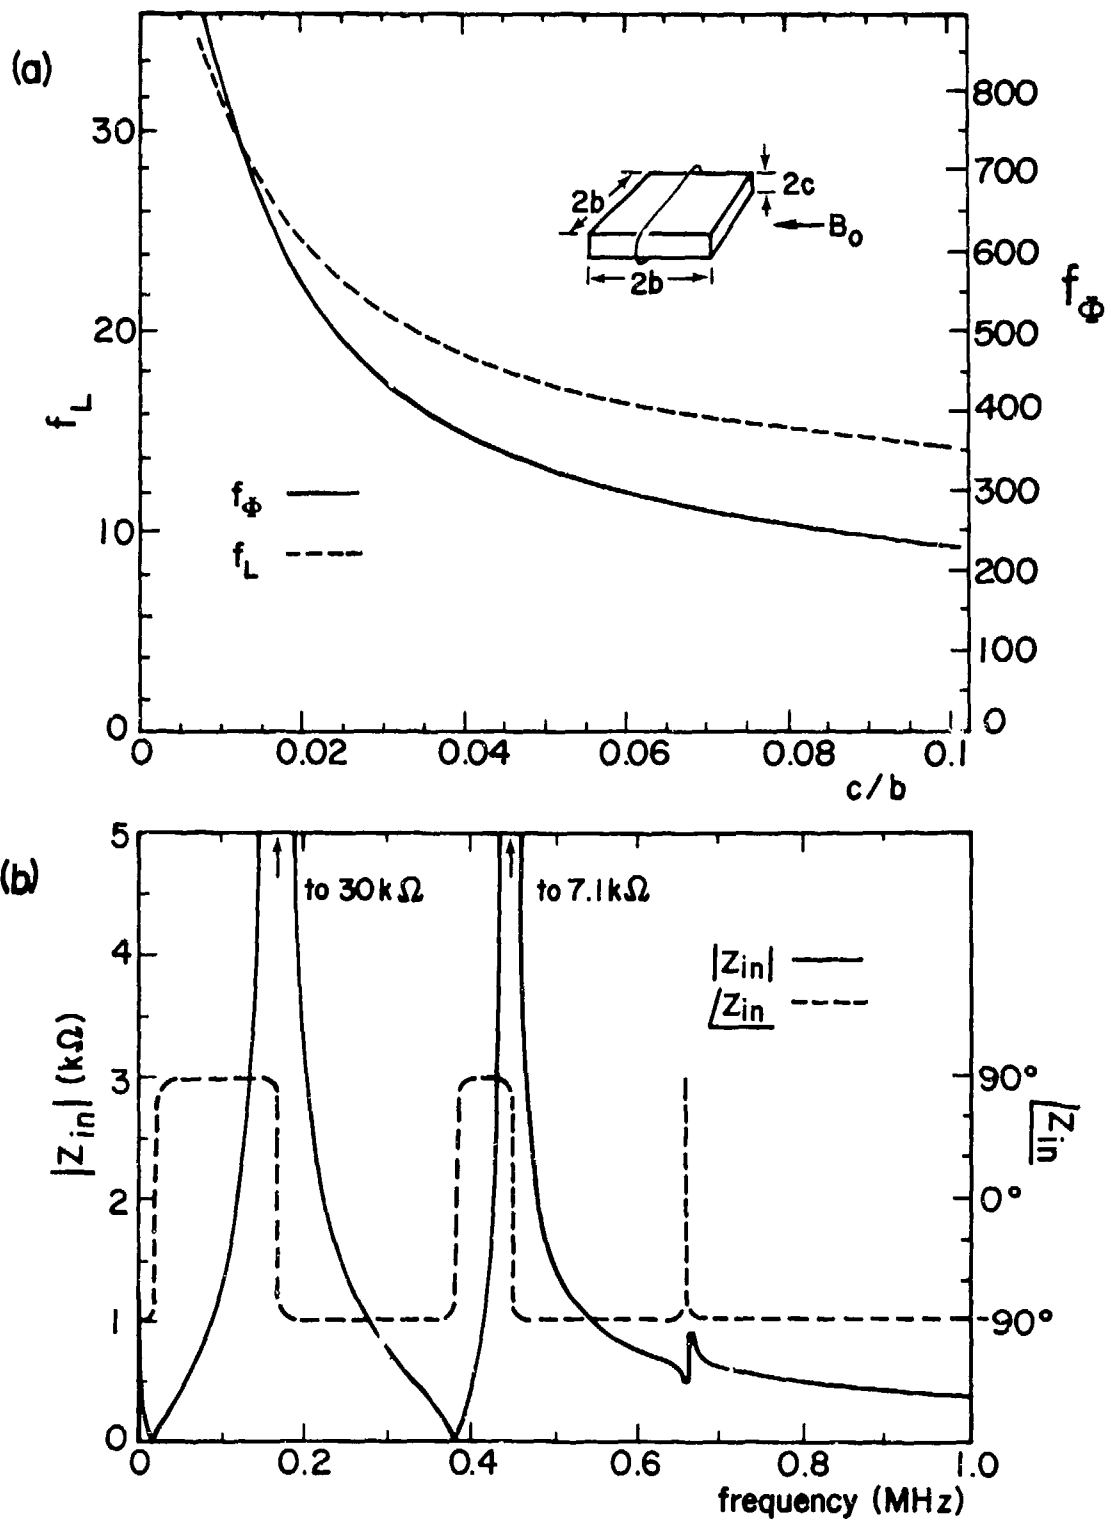 (a)
30
20
10
0
f_L
800
700
600
500
400
300
200
100
0
f_Φ
2b
2c
B_o
2b
f_Φ
f_L
0 0.02 0.04 0.06 0.08 0.1
c/b
(b)
5
4
3
2
1
0
|Z_in| (kΩ)
to 30kΩ
to 7.1kΩ
|Z_in|
∠Z_in
90°
0°
-90°
∠Z_in
0 0.2 0.4 0.6 0.8 1.0
frequency (MHz)